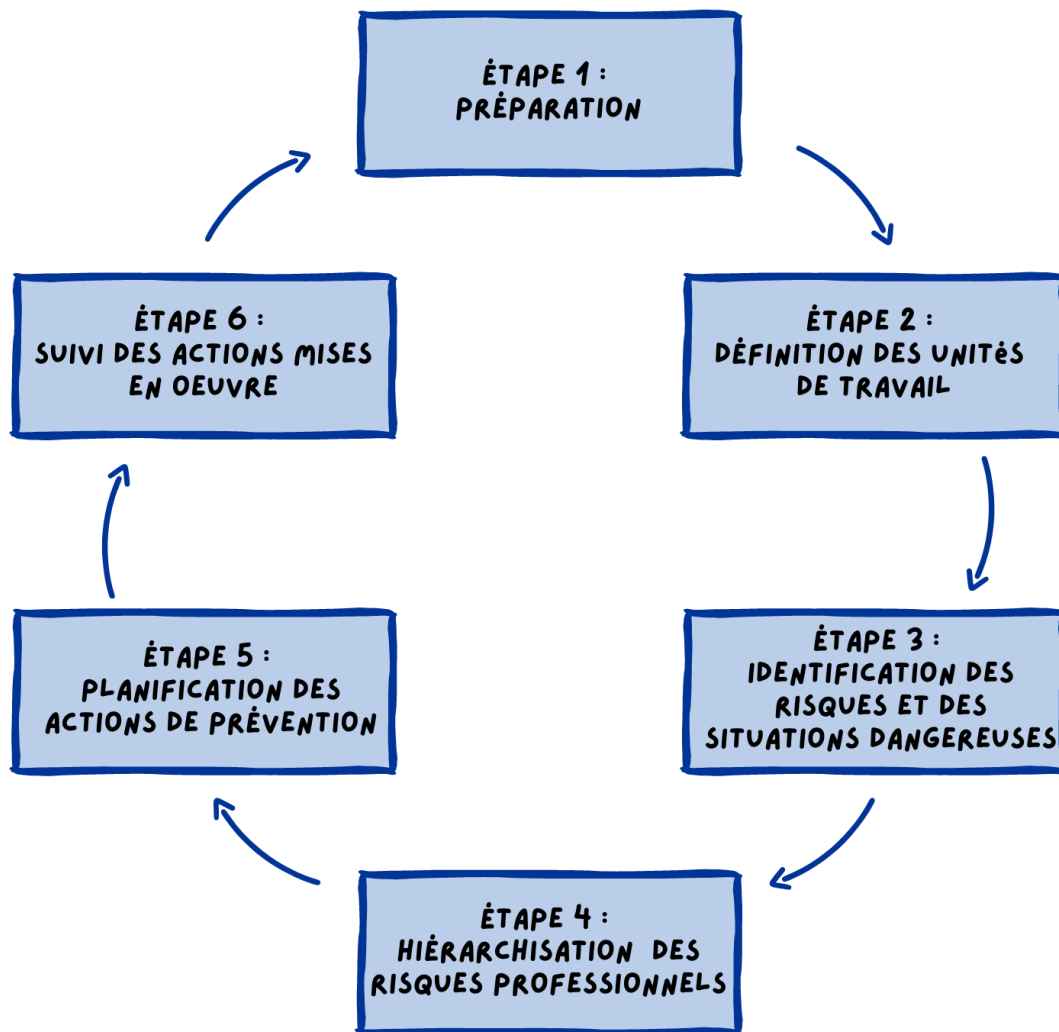 ÉTAPE 1 :
PRÉPARATION
ÉTAPE 2 :
DÉFINITION DES UNITéS
DE TRAVAIL
ÉTAPE 3 :
IDENTIFICATION DES
RISQUES ET DES
SITUATIONS DANGEREUSES
ÉTAPE 4 :
HIÉRARCHISATION DES
RISQUES PROFESSIONNELS
ÉTAPE 5 :
PLANIFICATION DES
ACTIONS DE PRÉVENTION
ÉTAPE 6 :
SUIVI DES ACTIONS MISES
EN OEUVRE